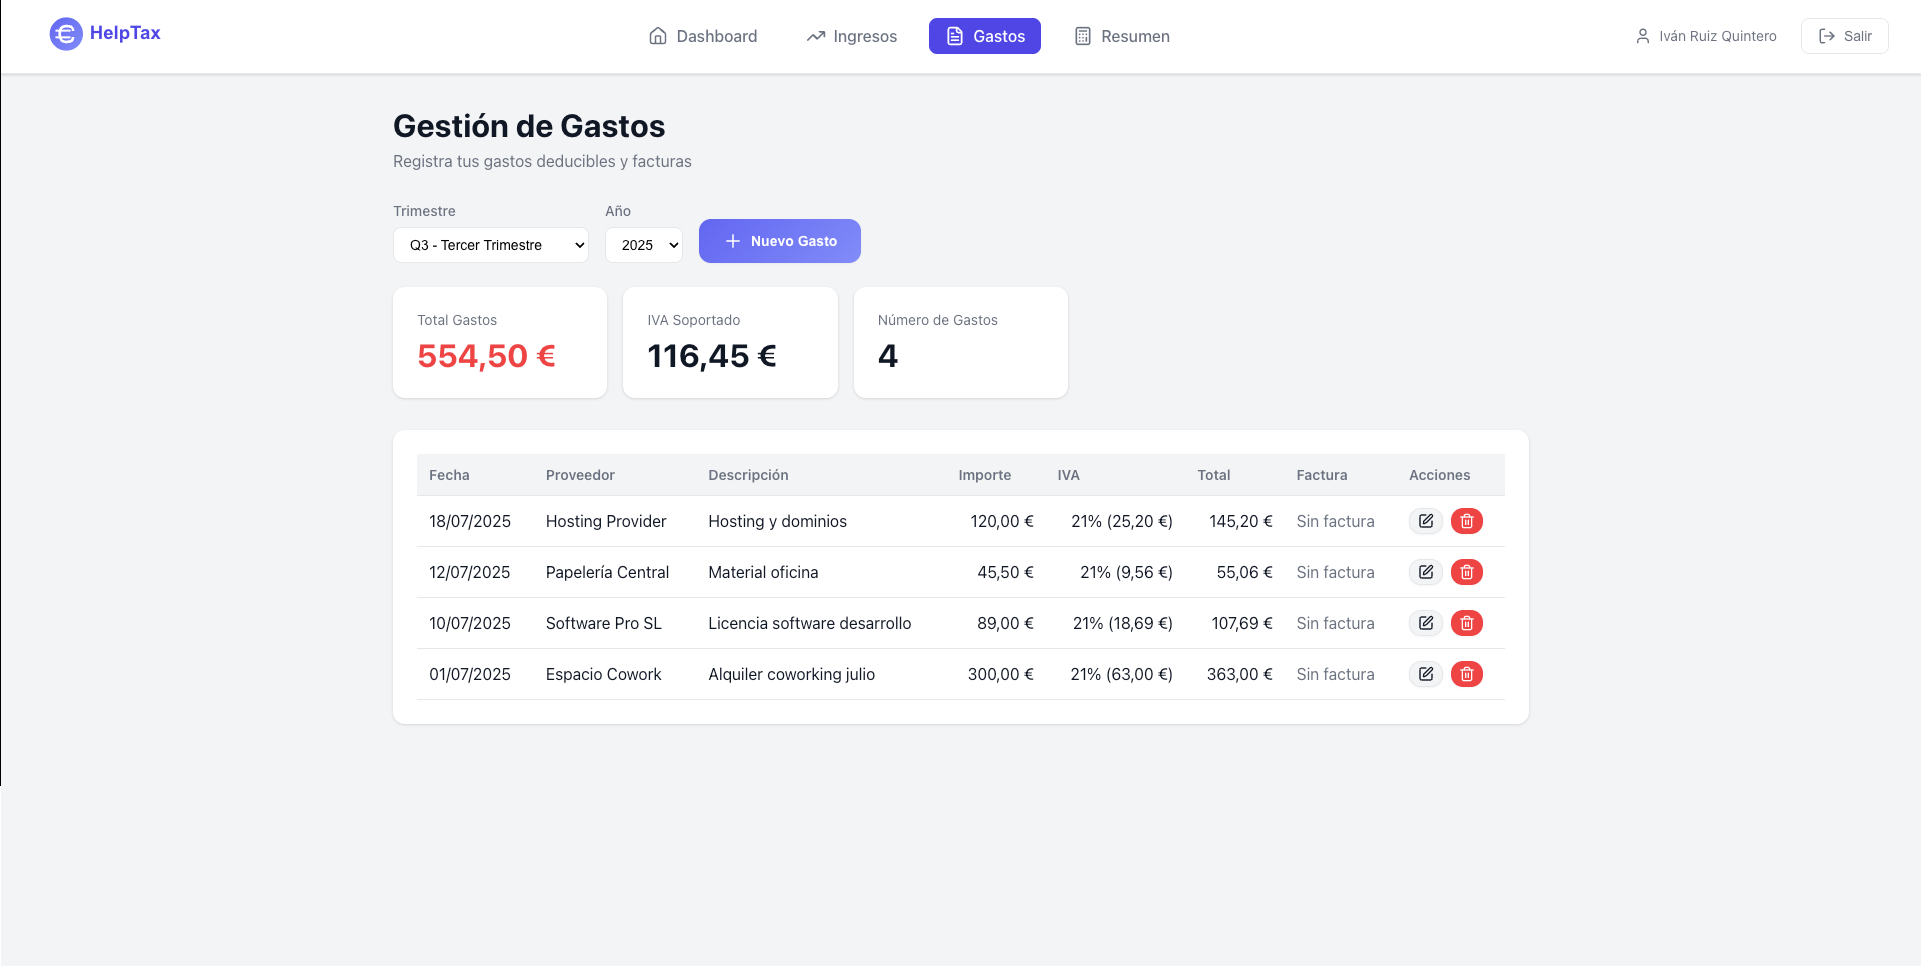 HelpTax
Dashboard Ingresos Gastos Resumen
Iván Ruiz Quintero Salir
Gestión de Gastos
Registra tus gastos deducibles y facturas
Trimestre Año
Q3 - Tercer Trimestre 2025 Nuevo Gasto
Total Gastos IVA Soportado Número de Gastos
554,50 € 116,45 € 4
Fecha Proveedor Descripción Importe IVA Total Factura Acciones
18/07/2025 Hosting Provider Hosting y dominios 120,00 € 21% (25,20 €) 145,20 € Sin factura
12/07/2025 Papelería Central Material oficina 45,50 € 21% (9,56 €) 55,06 € Sin factura
10/07/2025 Software Pro SL Licencia software desarrollo 89,00 € 21% (18,69 €) 107,69 € Sin factura
01/07/2025 Espacio Cowork Alquiler coworking julio 300,00 € 21% (63,00 €) 363,00 € Sin factura